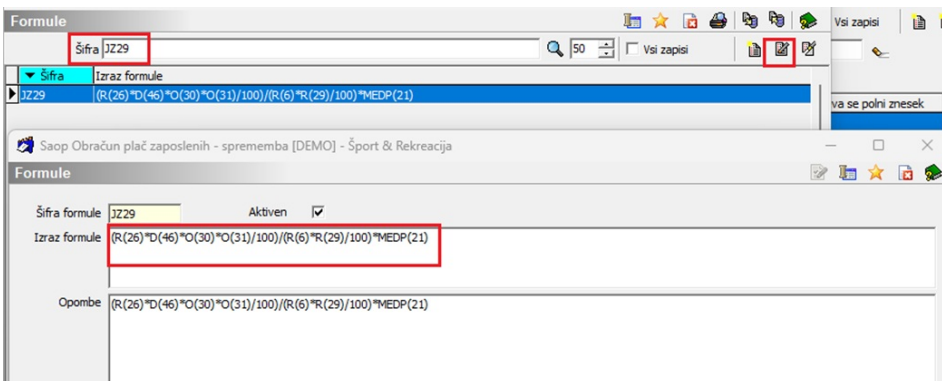 Formule
Vsi zapisi
Šifra JZ29
50
Vsi zapisi
Šifra Izraz formule
JZ29 (R(26)*D(46)*O(30)*O(31)/100)/(R(6)*R(29)/100)*MEDP(21)
va se polni znesek
Saop Obračun plač zaposlenih - sprememba [DEMO] - Šport & Rekreacija
Formule
Šifra formule JZ29 Aktiven
Izraz formule (R(26)*D(46)*O(30)*O(31)/100)/(R(6)*R(29)/100)*MEDP(21)
Opombe (R(26)*D(46)*O(30)*O(31)/100)/(R(6)*R(29)/100)*MEDP(21)